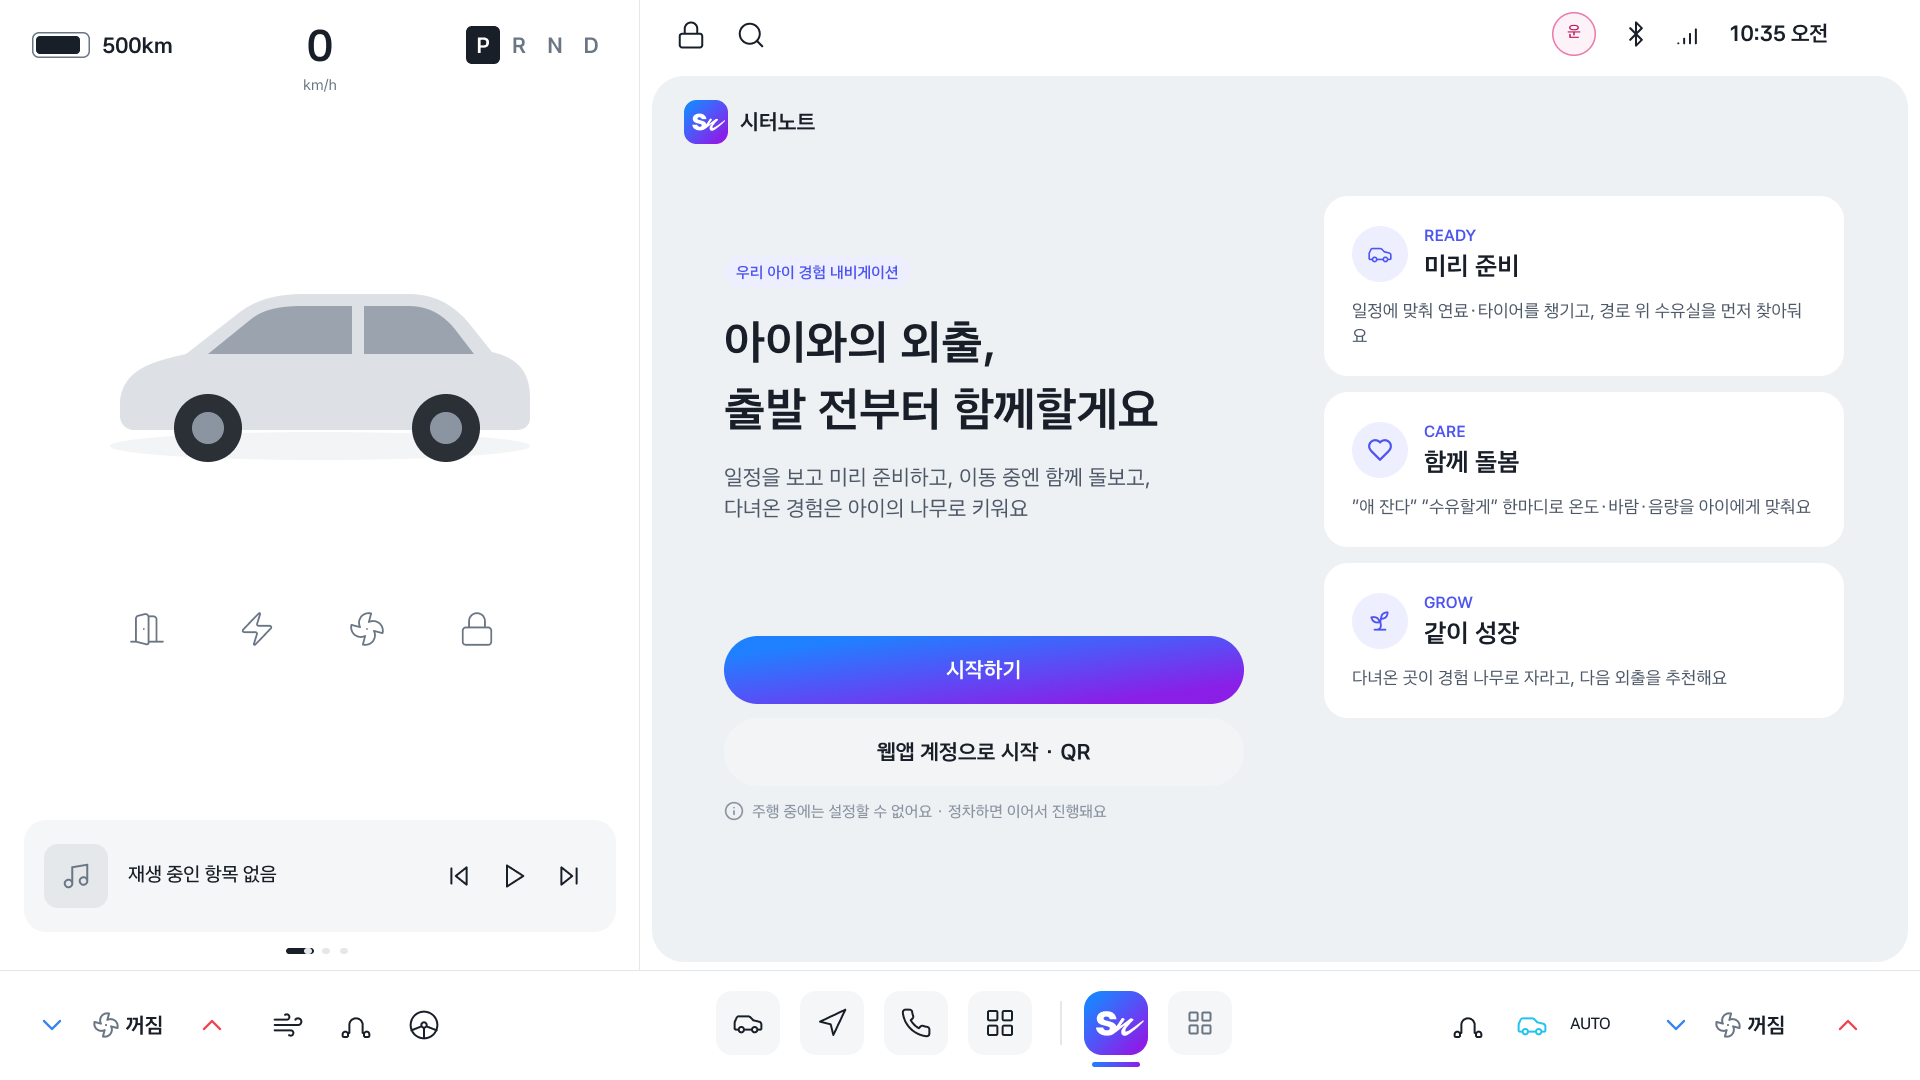 500km
0
km/h
P R N D
운
10:35 오전
Sn
시터노트
우리 아이 경험 내비게이션
아이와의 외출,
출발 전부터 함께할게요
일정을 보고 미리 준비하고, 이동 중엔 함께 돌보고,
다녀온 경험은 아이의 나무로 키워요
시작하기
웹앱 계정으로 시작 · QR
주행 중에는 설정할 수 없어요 · 정차하면 이어서 진행돼요
READY
미리 준비
일정에 맞춰 연료·타이어를 챙기고, 경로 위 수유실을 먼저 찾아둬
요
CARE
함께 돌봄
“애 잔다” “수유할게” 한마디로 온도·바람·음량을 아이에게 맞춰요
GROW
같이 성장
다녀온 곳이 경험 나무로 자라고, 다음 외출을 추천해요
재생 중인 항목 없음
꺼짐
Sn
AUTO
꺼짐